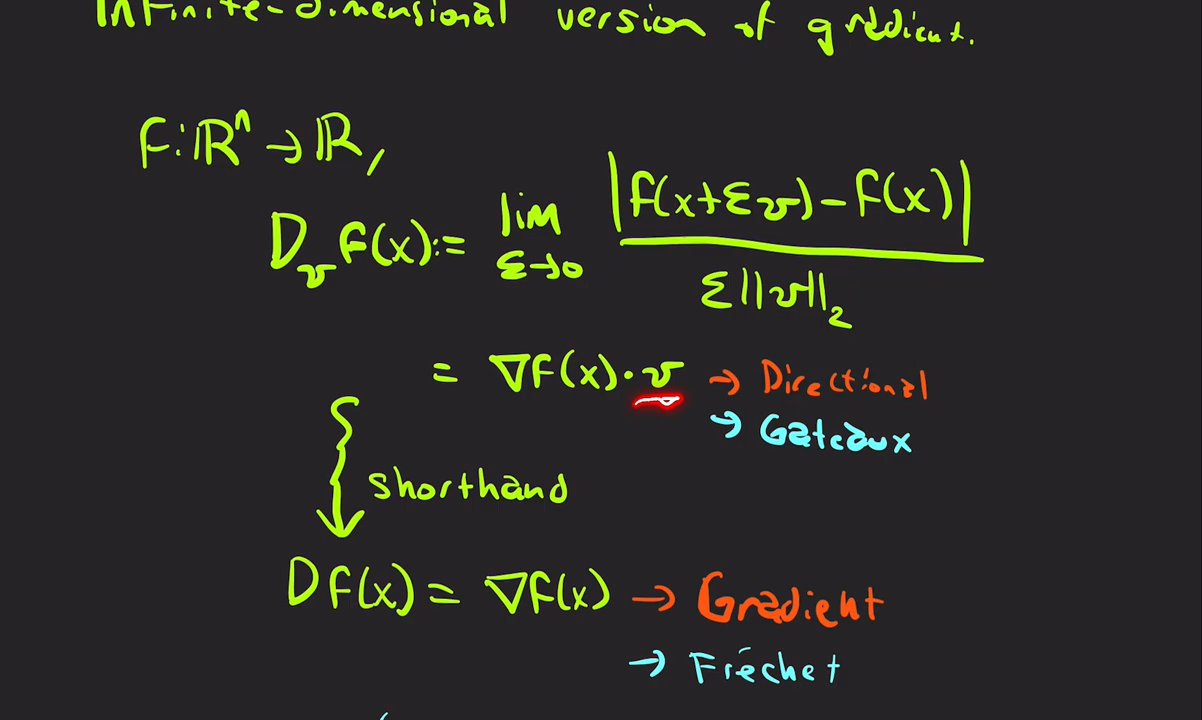 Infinite-dimensional version of gradient.
F:ℝⁿ→ℝ,
D_v F(x):= lim_{ε→0} |F(x+εv)-F(x)| / ε||v||₂
= ∇F(x)·v → Directional
→ Gateaux
shorthand
DF(x)= ∇F(x) → Gradient
→ Fréchet